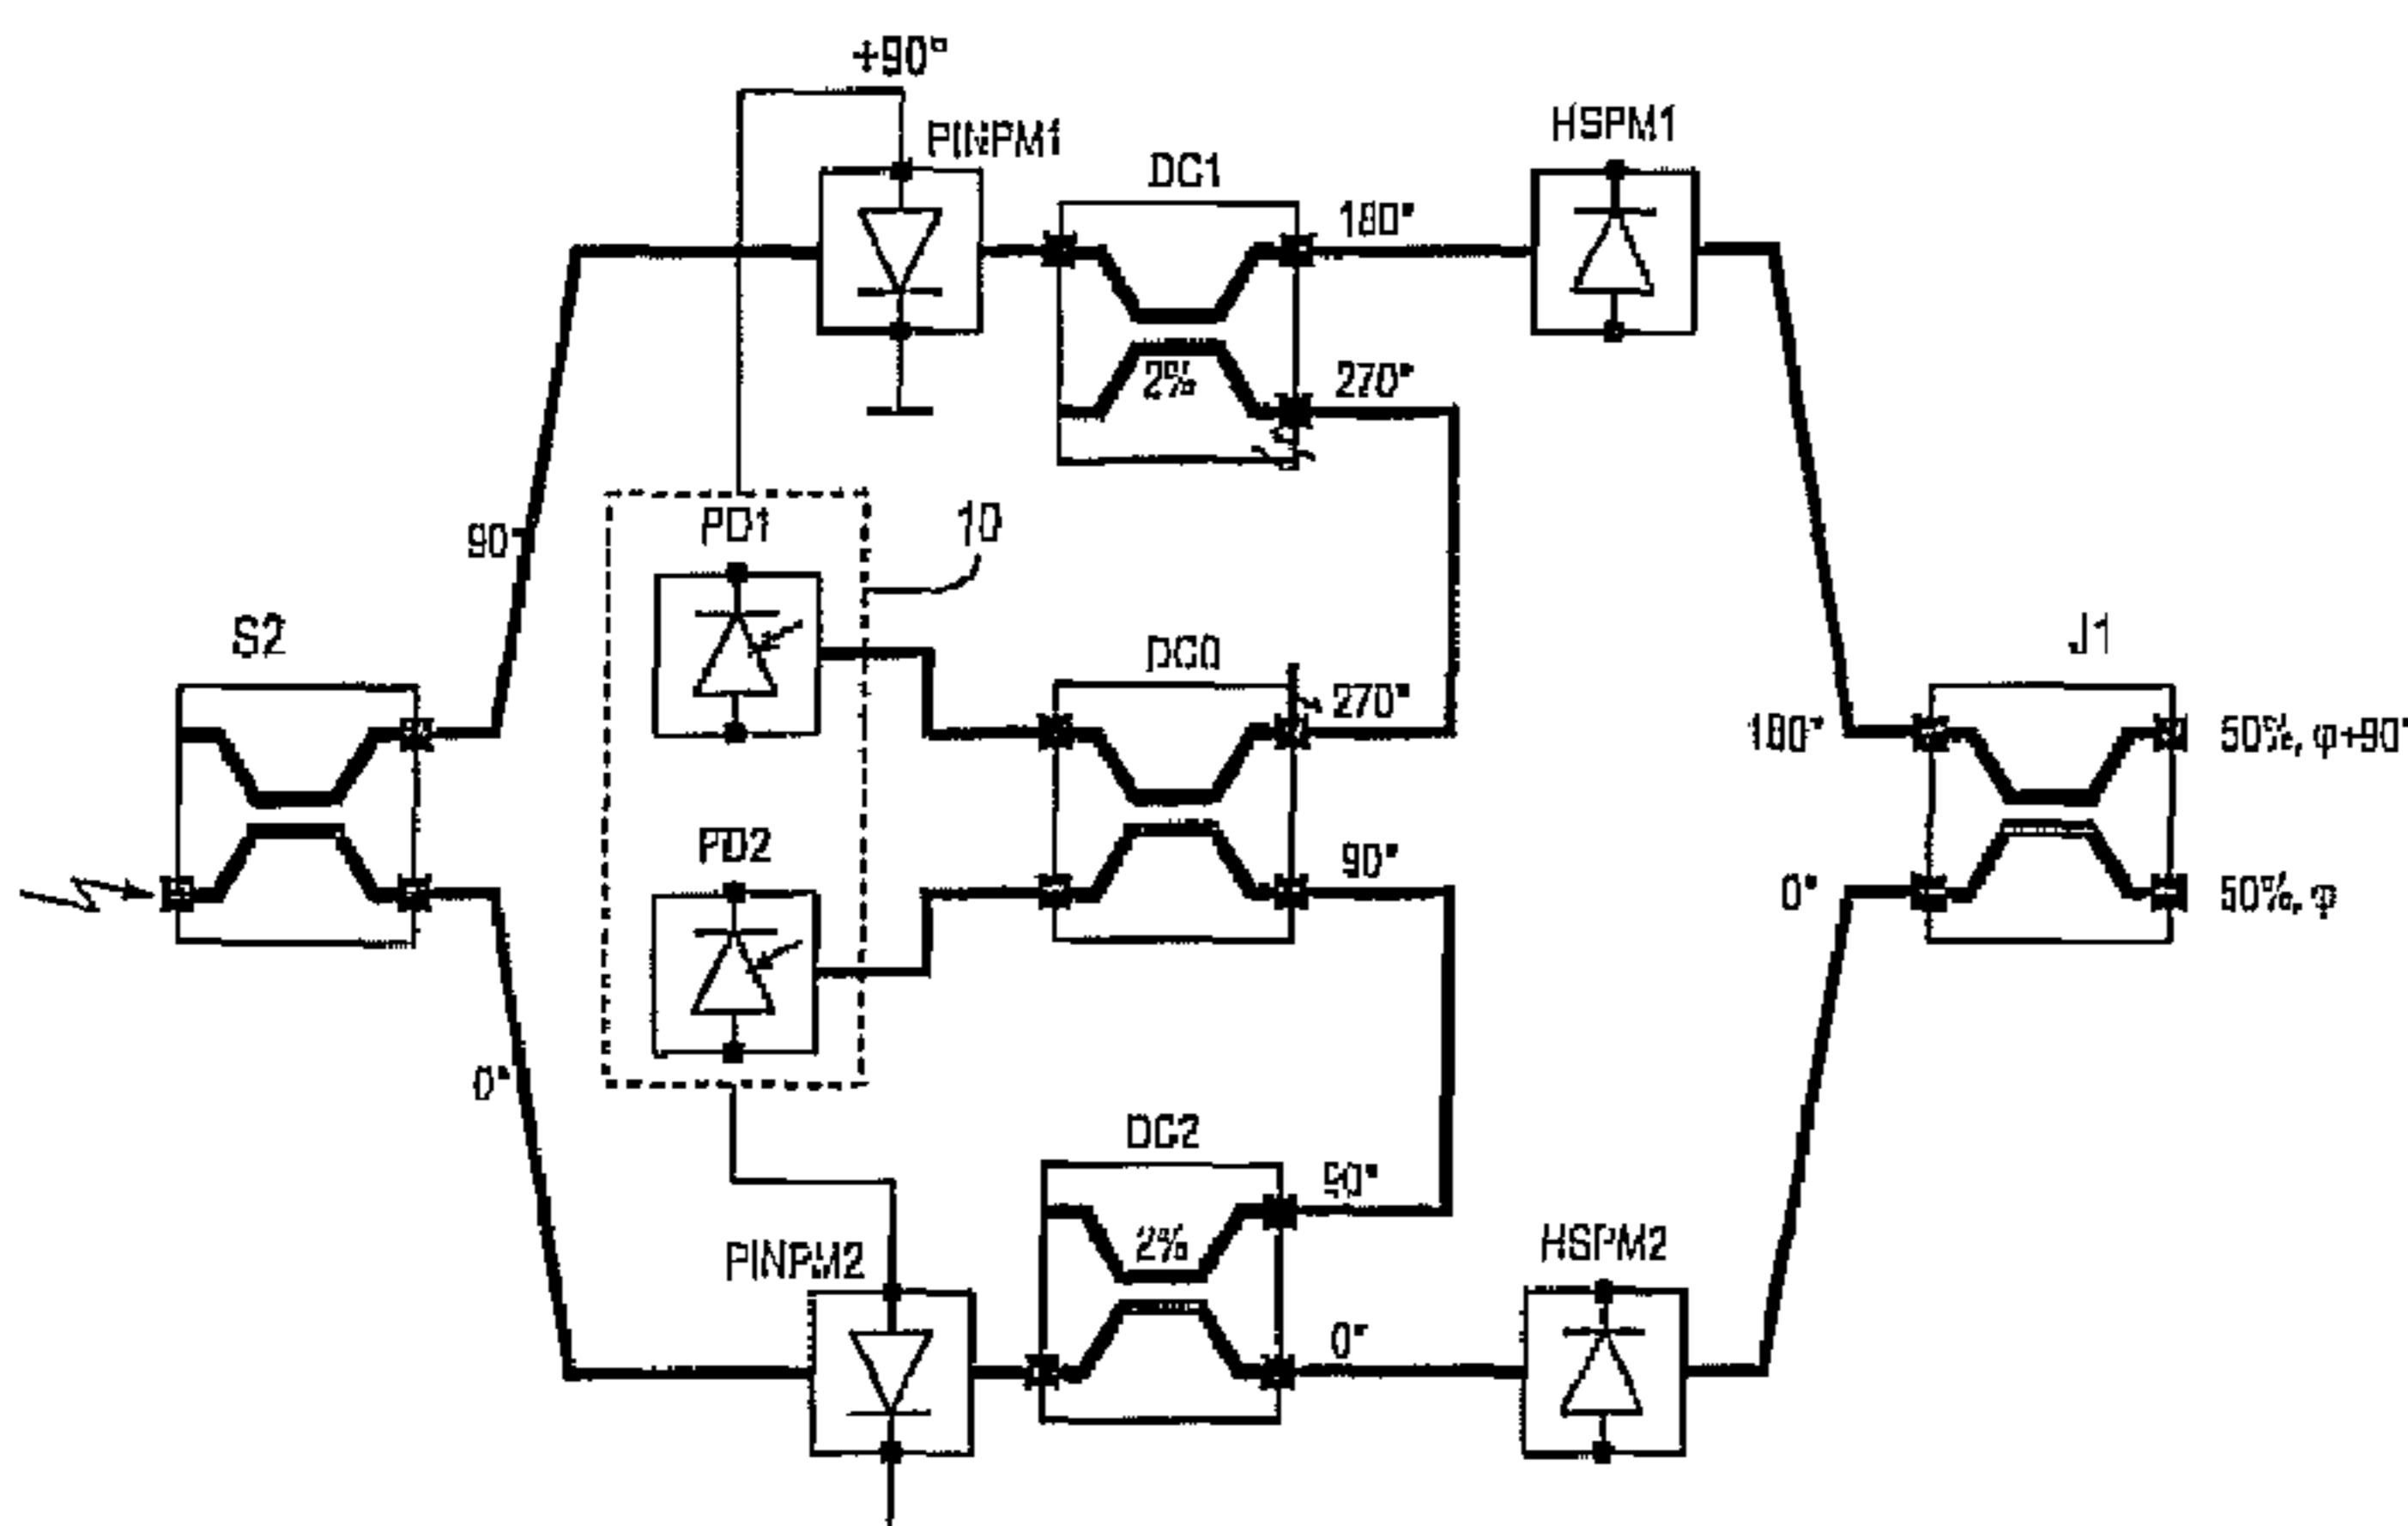 +90°
PINPM1
HSPM1
DC1
180°
2%
270°
90°
PD1
10
S2
DC0
270°
J1
180°
50%, φ+90°
PD2
90°
0°
50%, φ
0°
DC2
90°
2%
PINPM2
HSPM2
0°